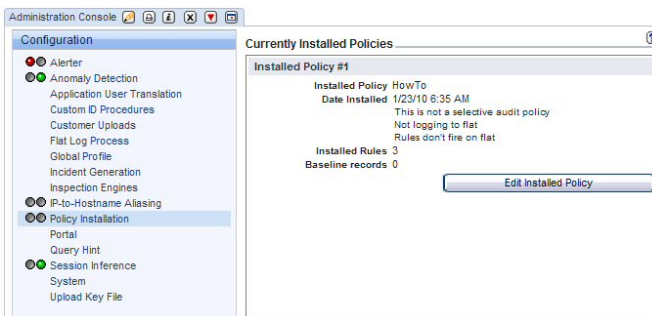 Administration Console
Configuration
Alerter
Anomaly Detection
Application User Translation
Custom ID Procedures
Customer Uploads
Flat Log Process
Global Profile
Incident Generation
Inspection Engines
IP-to-Hostname Aliasing
Policy Installation
Portal
Query Hint
Session Inference
System
Upload Key File
Currently Installed Policies
Installed Policy #1
Installed Policy HowTo
Date Installed 1/23/10 6:35 AM
This is not a selective audit policy
Not logging to flat
Rules don't fire on flat
Installed Rules 3
Baseline records 0
Edit Installed Policy